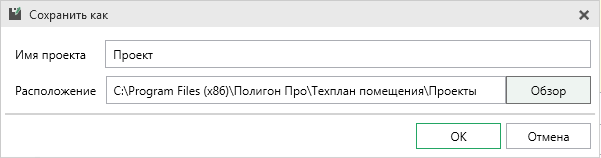 Сохранить как
Имя проекта Проект
Расположение C:\Program Files (x86)\Полигон Про\Техплан помещения\Проекты Обзор
OK Отмена